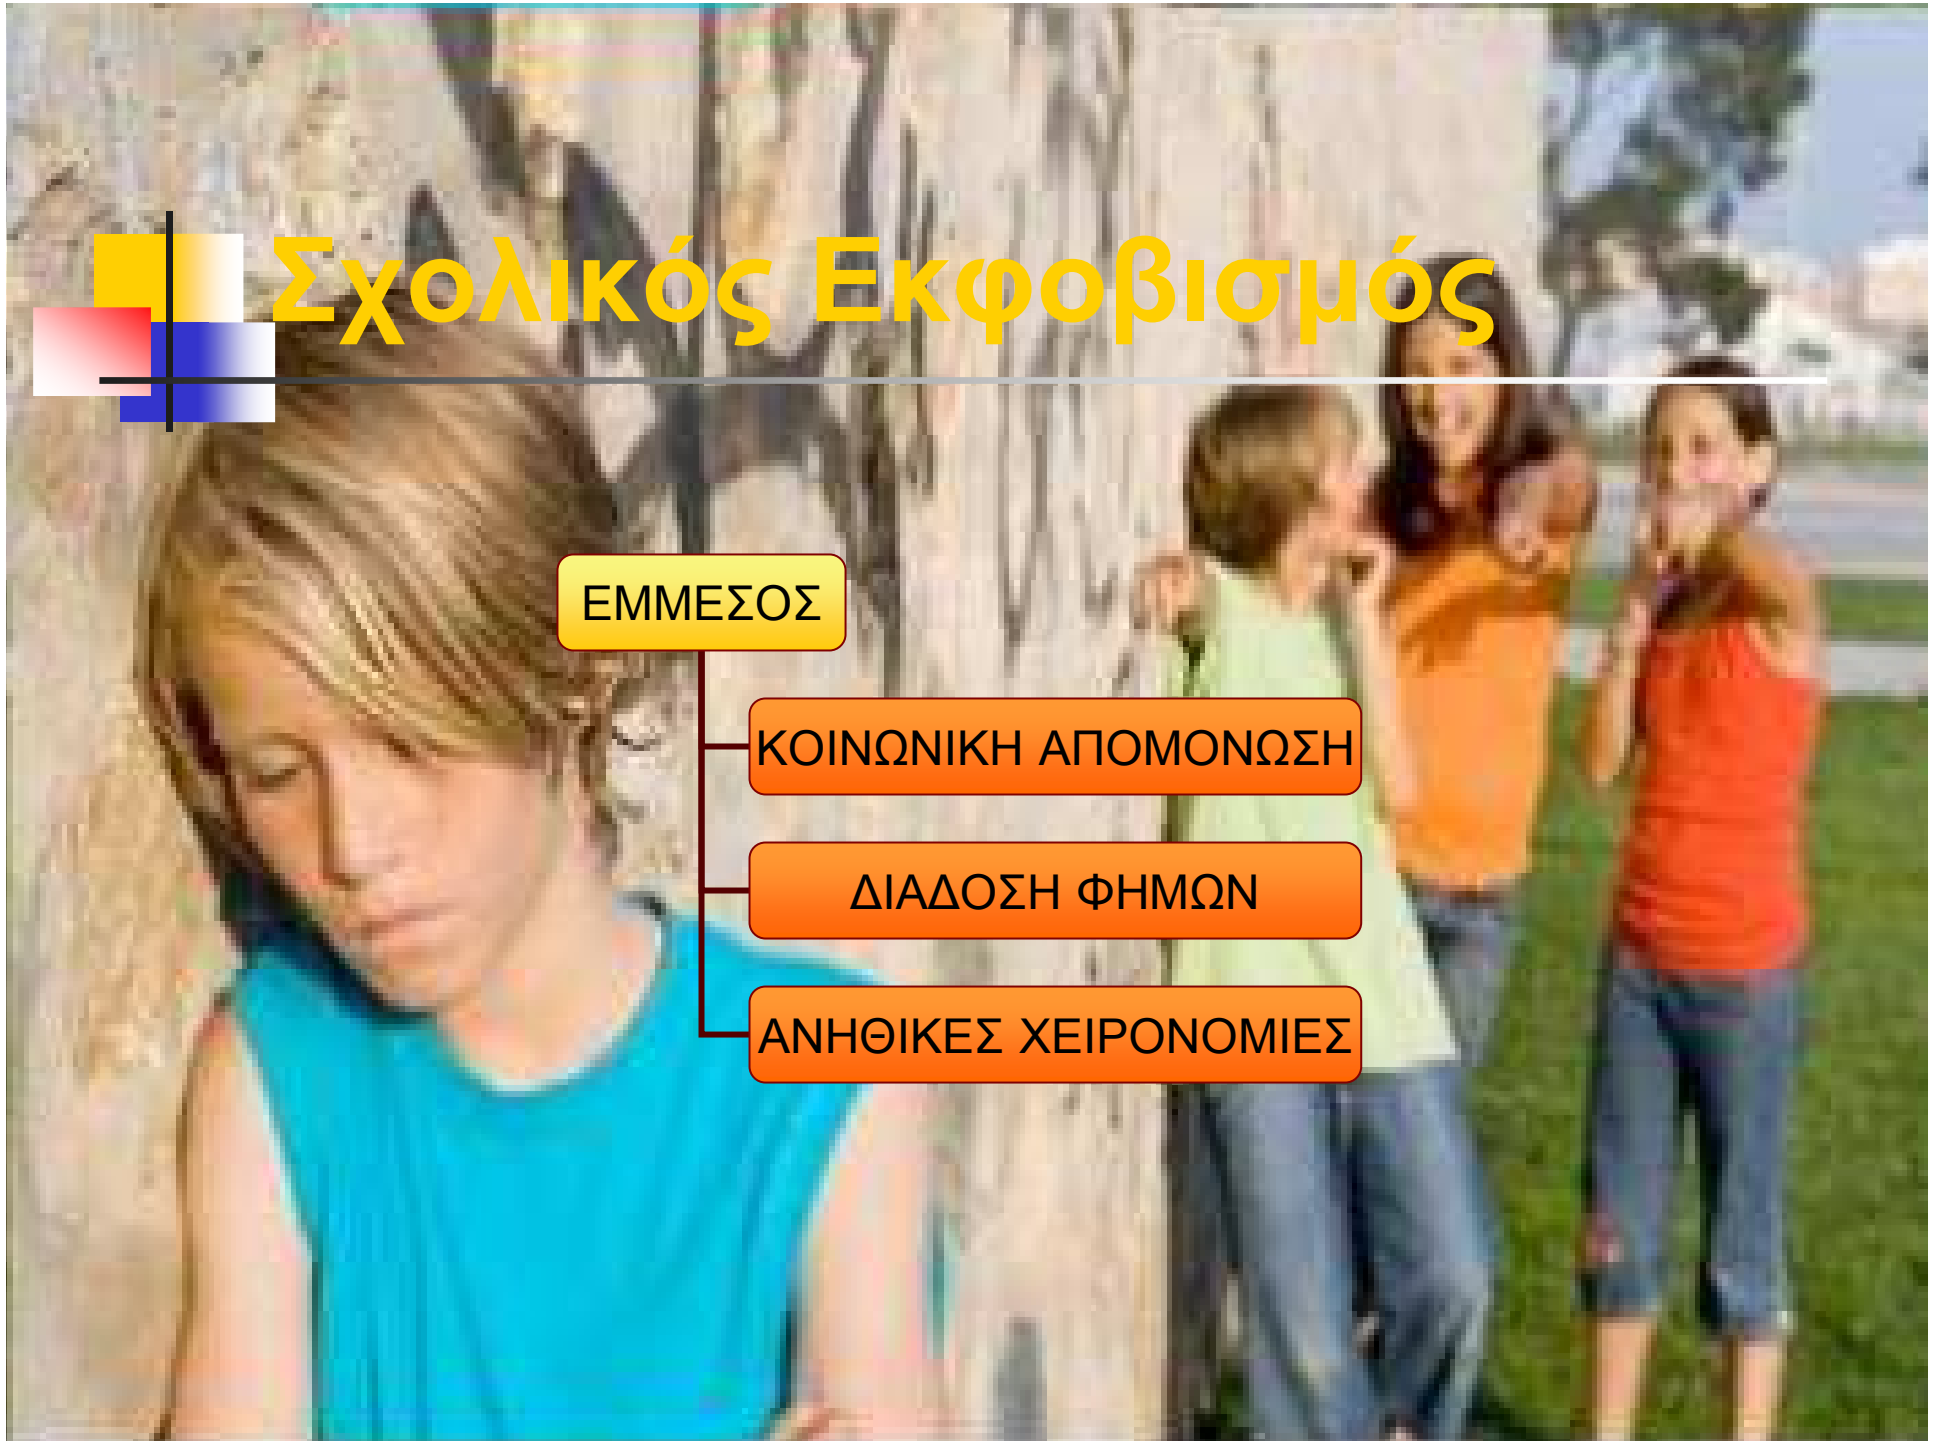 Σχολικός Εκφοβισμός
ΕΜΜΕΣΟΣ
ΚΟΙΝΩΝΙΚΗ ΑΠΟΜΟΝΩΣΗ
ΔΙΑΔΟΣΗ ΦΗΜΩΝ
ΑΝΗΘΙΚΕΣ ΧΕΙΡΟΝΟΜΙΕΣ